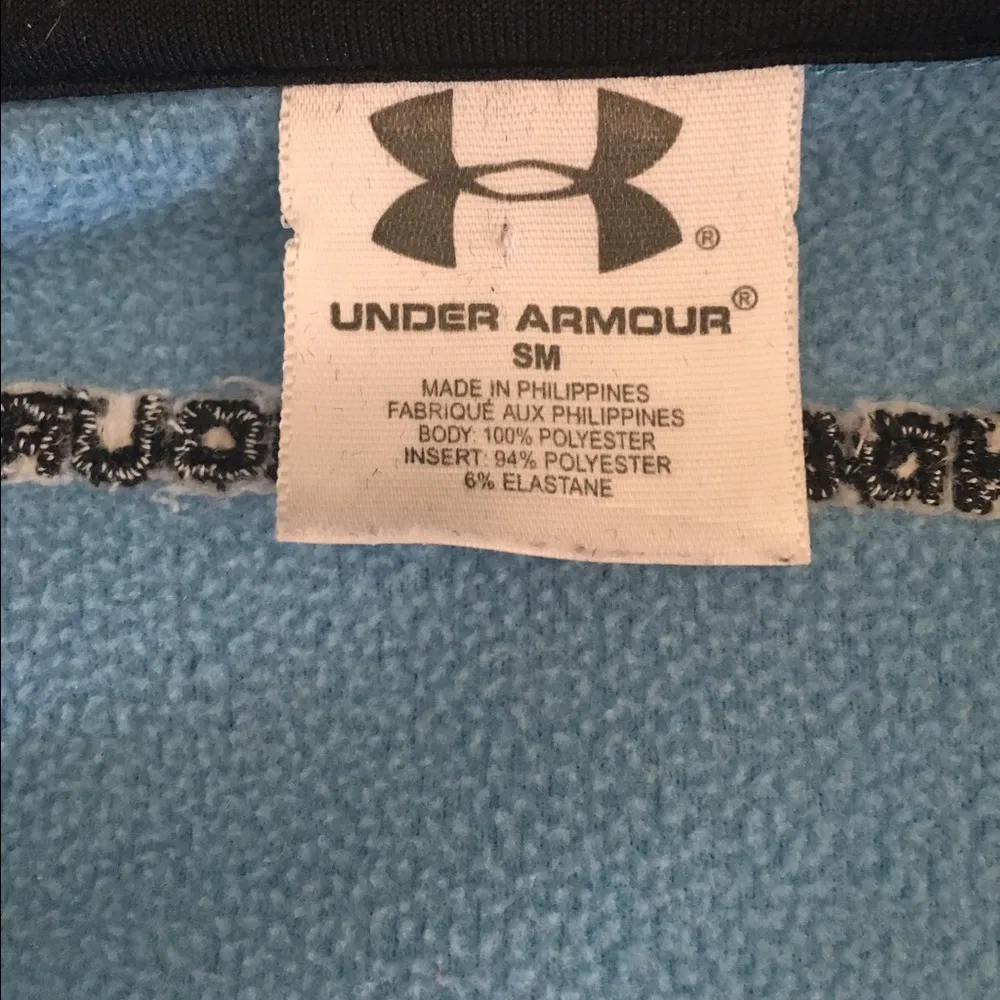 ®
UNDER ARMOUR®
SM
MADE IN PHILIPPINES
FABRIQUÉ AUX PHILIPPINES
BODY: 100% POLYESTER
INSERT: 94% POLYESTER
6% ELASTANE